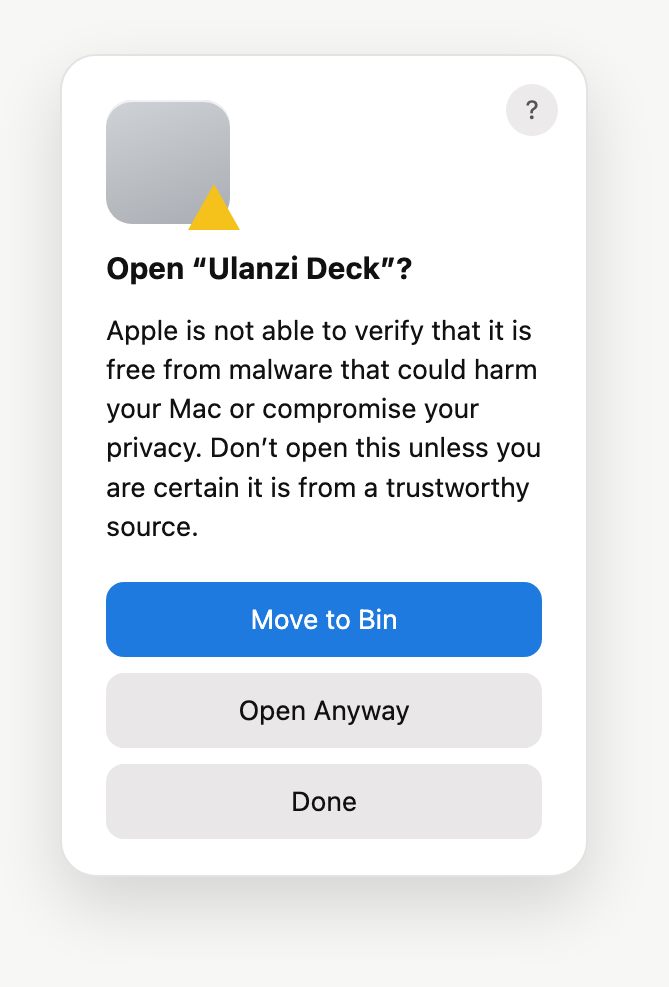 ?
Open “Ulanzi Deck”?
Apple is not able to verify that it is
free from malware that could harm
your Mac or compromise your
privacy. Don’t open this unless you
are certain it is from a trustworthy
source.
Move to Bin
Open Anyway
Done